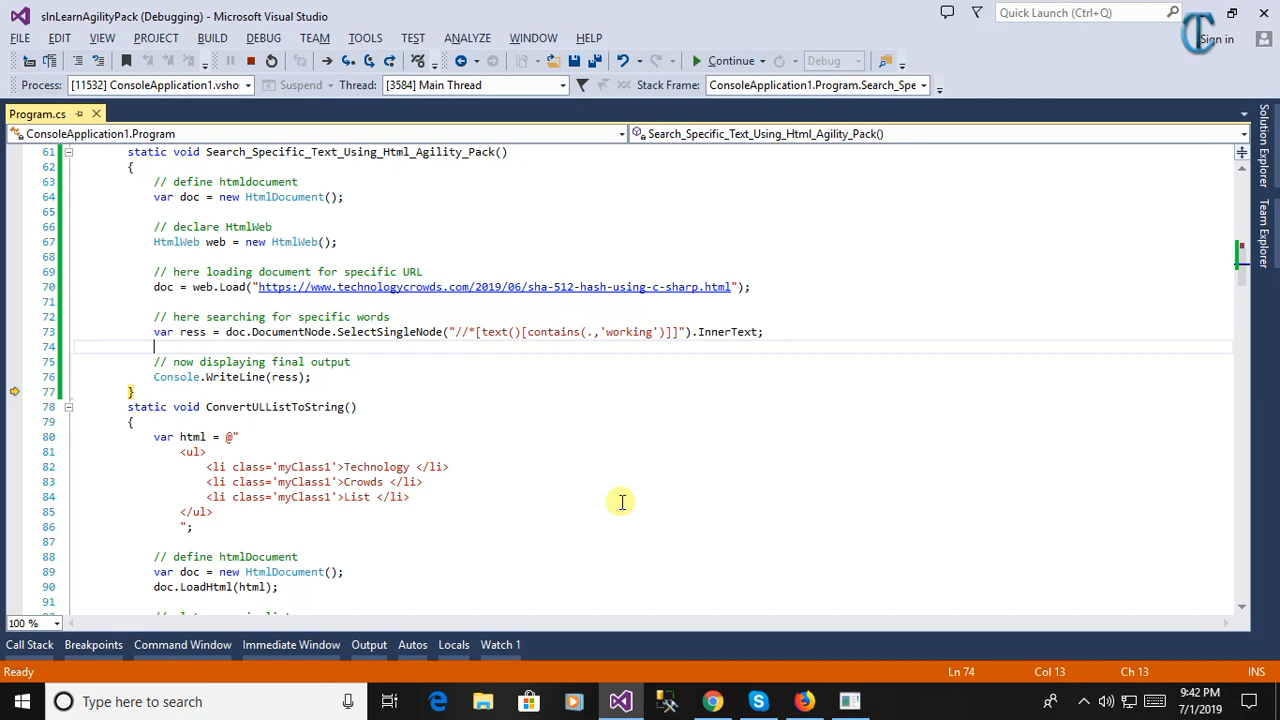 slnLearnAgilityPack (Debugging) - Microsoft Visual Studio
Quick Launch (Ctrl+Q)
FILE EDIT VIEW PROJECT BUILD DEBUG TEAM TOOLS TEST ANALYZE WINDOW HELP
Sign in
Continue Debug
Process: [11532] ConsoleApplication1.vsho Suspend Thread: [3584] Main Thread Stack Frame: ConsoleApplication1.Program.Search_Spe
Program.cs
ConsoleApplication1.Program Search_Specific_Text_Using_Html_Agility_Pack()
61 static void Search_Specific_Text_Using_Html_Agility_Pack()
62 {
63 // define htmldocument
64 var doc = new HtmlDocument();
65
66 // declare HtmlWeb
67 HtmlWeb web = new HtmlWeb();
68
69 // here loading document for specific URL
70 doc = web.Load("https://www.technologycrowds.com/2019/06/sha-512-hash-using-c-sharp.html");
71
72 // here searching for specific words
73 var ress = doc.DocumentNode.SelectSingleNode("//*[text()[contains(.,'working')]]").InnerText;
74
75 // now displaying final output
76 Console.WriteLine(ress);
77 }
78 static void ConvertULListToString()
79 {
80 var html = @"
81 <ul>
82 <li class='myClass1'>Technology </li>
83 <li class='myClass1'>Crowds </li>
84 <li class='myClass1'>List </li>
85 </ul>
86 ";
87
88 // define htmlDocument
89 var doc = new HtmlDocument();
90 doc.LoadHtml(html);
91
Solution Explorer
Team Explorer
100 %
Call Stack Breakpoints Command Window Immediate Window Output Autos Locals Watch 1
Ready Ln 74 Col 13 Ch 13 INS
Type here to search
9:42 PM
7/1/2019